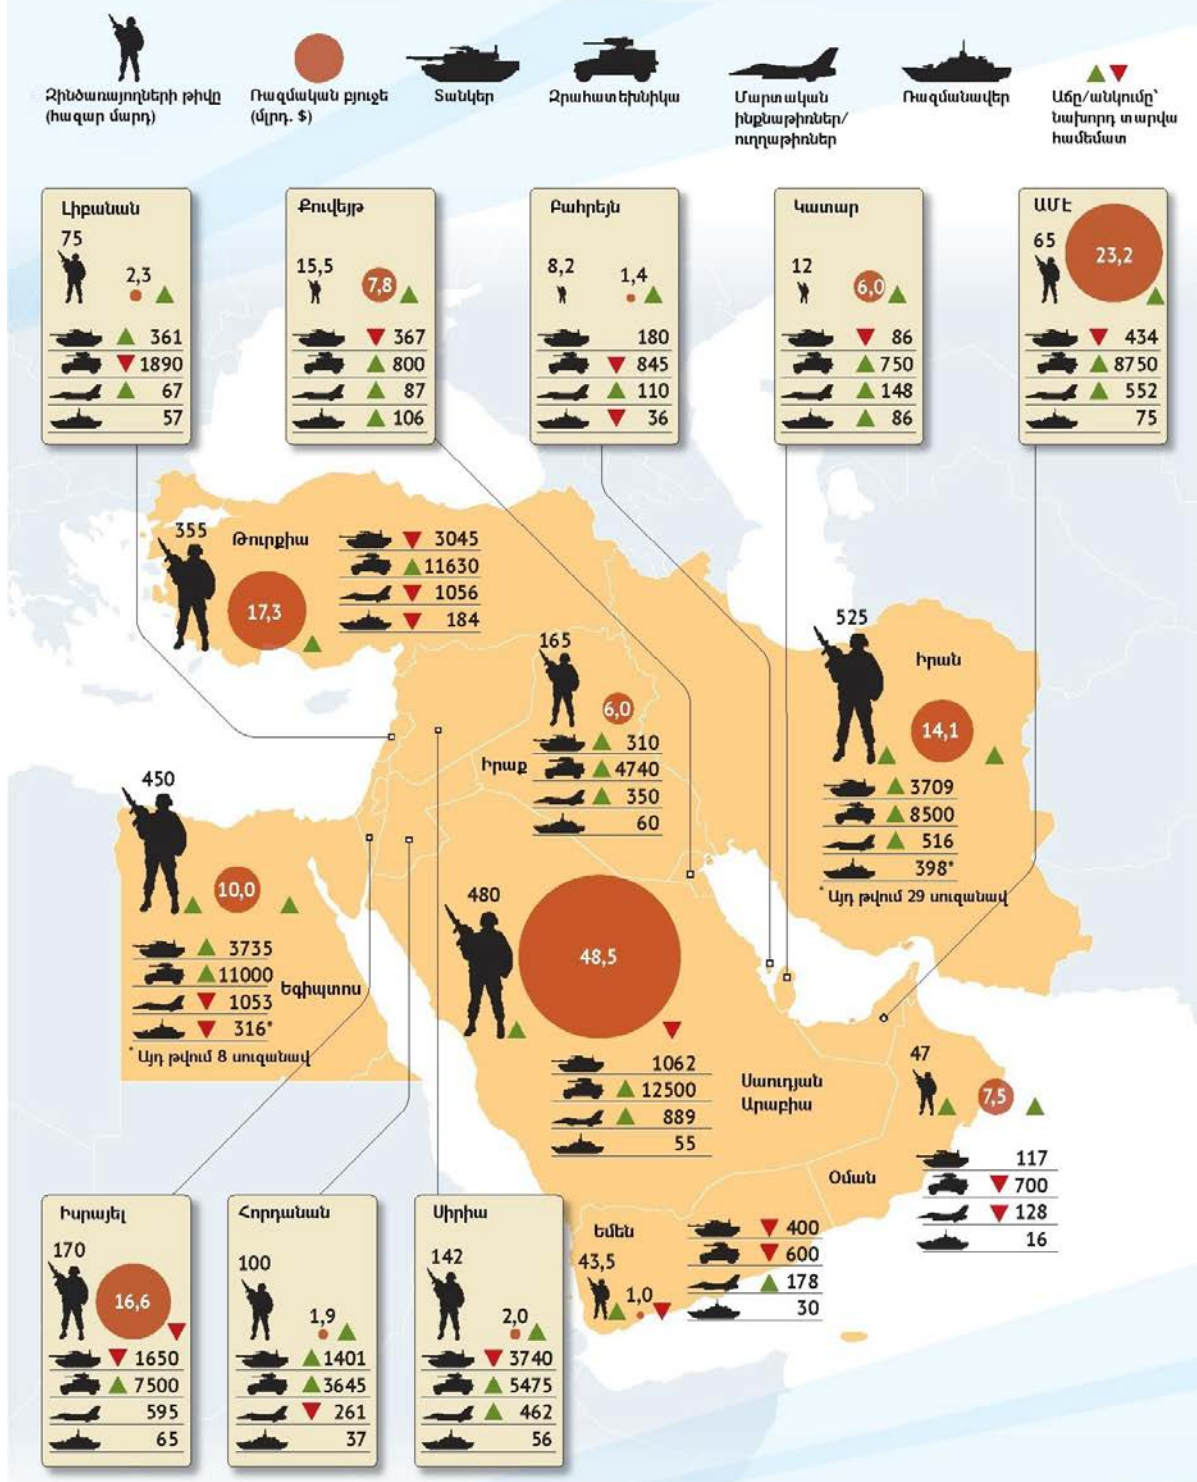 Զինծառայողների թիվը
(հազար մարդ)
Ռազմական բյուջե
(մլրդ. $)
Տանկեր
Զրահատեխնիկա
Մարտական
ինքնաթիռներ/
ուղղաթիռներ
Ռազմանավեր
Աճը/անկումը՝
նախորդ տարվա
համեմատ
Լիբանան
75
2,3
361
1890
67
57
Քուվեյթ
15,5
7,8
367
800
87
106
Բահրեյն
8,2
1,4
180
845
110
36
Կատար
12
6,0
86
750
148
86
ԱՄԷ
65
23,2
434
8750
552
75
355
Թուրքիա
17,3
3045
11630
1056
184
165
6,0
Իրաք
310
4740
350
60
525
Իրան
14,1
3709
8500
516
398*
* Այդ թվում 29 սուզանավ
450
10,0
3735
11000
1053
316*
Եգիպտոս
* Այդ թվում 8 սուզանավ
480
48,5
1062
12500
889
55
Սաուդյան
Արաբիա
47
7,5
Օման
117
700
128
16
Եմեն
43,5
1,0
400
600
178
30
Իսրայել
170
16,6
1650
7500
595
65
Հորդանան
100
1,9
1401
3645
261
37
Սիրիա
142
2,0
3740
5475
462
56